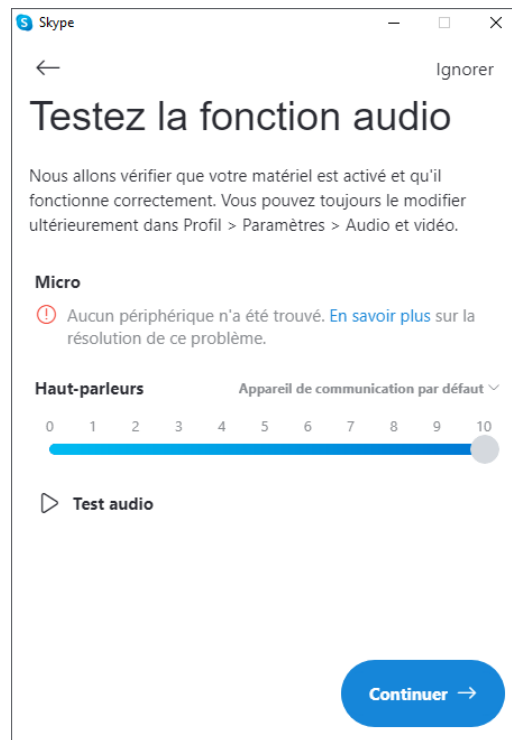 Skype
Ignorer
Testez la fonction audio
Nous allons vérifier que votre matériel est activé et qu'il
fonctionne correctement. Vous pouvez toujours le modifier
ultérieurement dans Profil > Paramètres > Audio et vidéo.
Micro
Aucun périphérique n'a été trouvé. En savoir plus sur la
résolution de ce problème.
Haut-parleurs Appareil de communication par défaut
0 1 2 3 4 5 6 7 8 9 10
Test audio
Continuer →